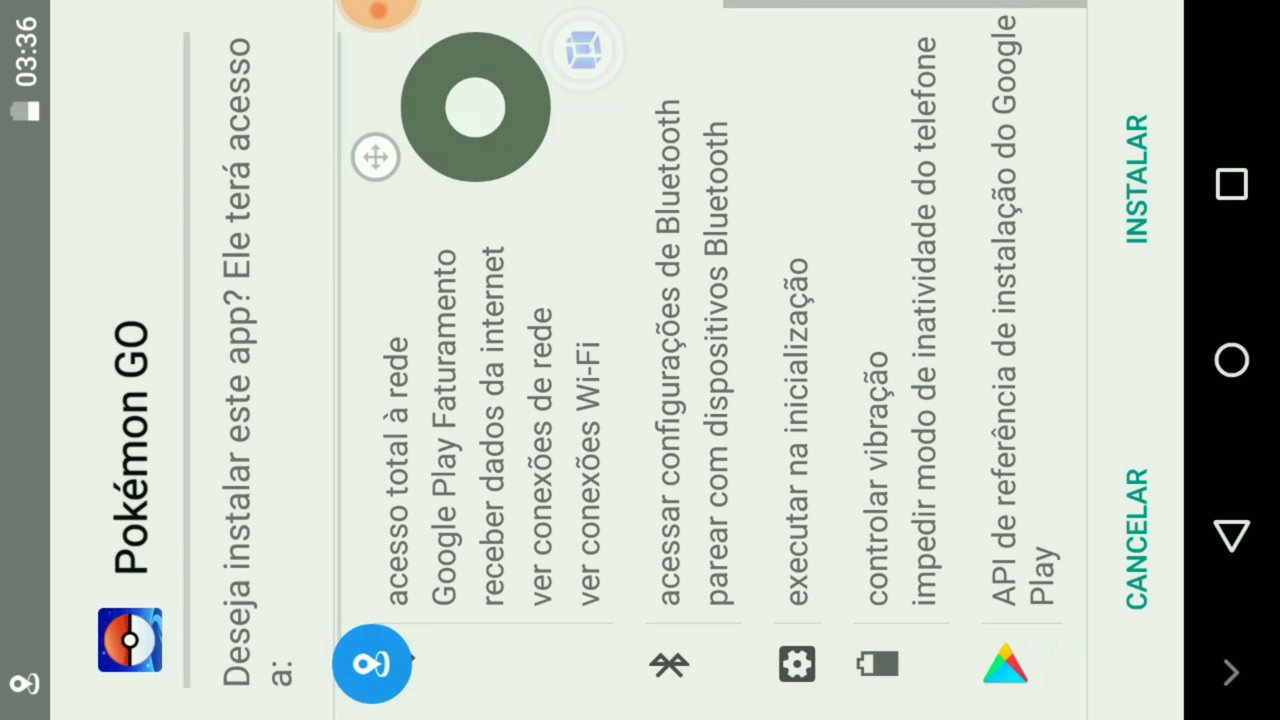 03:36
Pokémon GO
Deseja instalar este app? Ele terá acesso
a:
acesso total à rede
Google Play Faturamento
receber dados da internet
ver conexões de rede
ver conexões Wi-Fi
acessar configurações de Bluetooth
parear com dispositivos Bluetooth
executar na inicialização
controlar vibração
impedir modo de inatividade do telefone
API de referência de instalação do Google
Play
CANCELAR
INSTALAR